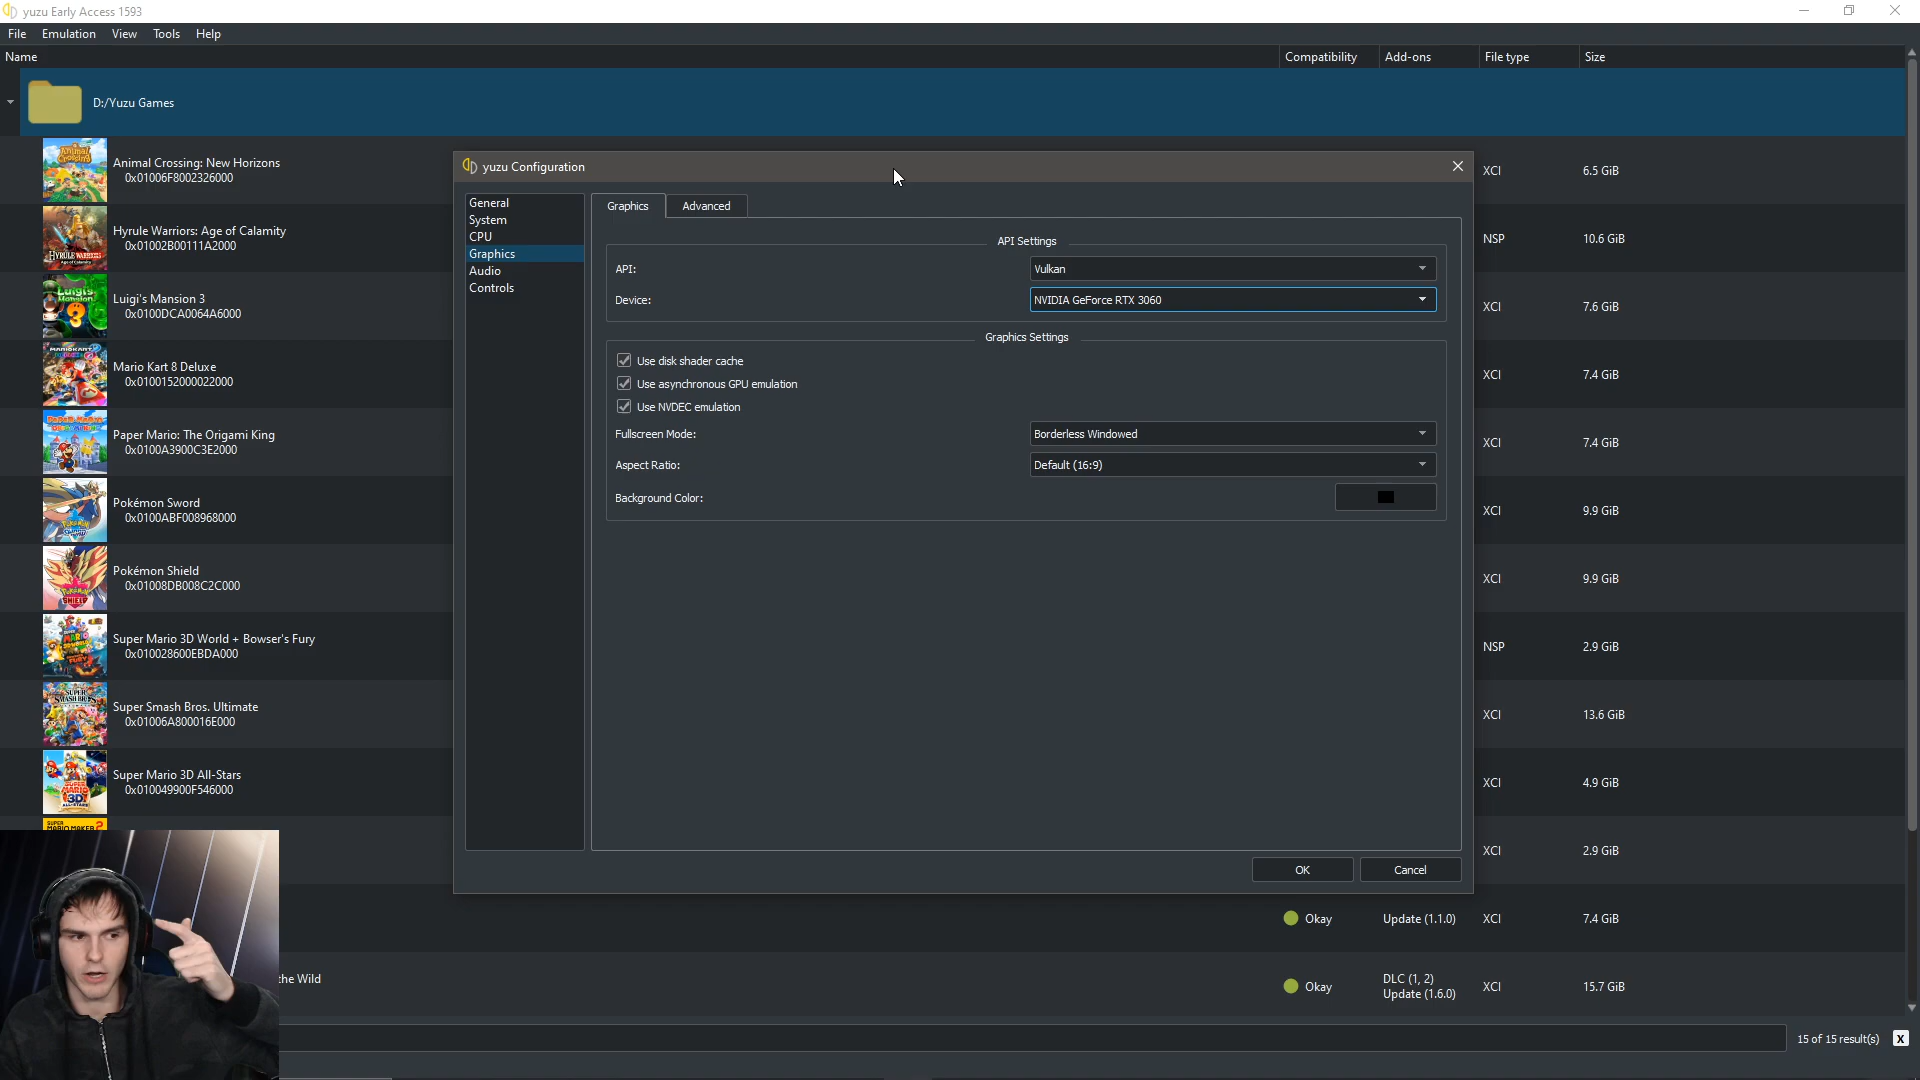 yuzu Early Access 1593
File Emulation View Tools Help
Name Compatibility Add-ons File type Size
D:/Yuzu Games
Animal Crossing: New Horizons
0x01006F8002326000
XCI 6.5 GiB
Hyrule Warriors: Age of Calamity
0x01002B00111A2000
NSP 10.6 GiB
Luigi's Mansion 3
0x0100DCA0064A6000
XCI 7.6 GiB
Mario Kart 8 Deluxe
0x0100152000022000
XCI 7.4 GiB
Paper Mario: The Origami King
0x0100A3900C3E2000
XCI 7.4 GiB
Pokémon Sword
0x0100ABF008968000
XCI 9.9 GiB
Pokémon Shield
0x01008DB008C2C000
XCI 9.9 GiB
Super Mario 3D World + Bowser's Fury
0x010028600EBDA000
NSP 2.9 GiB
Super Smash Bros. Ultimate
0x01006A800016E000
XCI 13.6 GiB
Super Mario 3D All-Stars
0x010049900F546000
XCI 4.9 GiB
XCI 2.9 GiB
Okay Update (1.1.0) XCI 7.4 GiB
the Wild
Okay DLC (1, 2)
Update (1.6.0)
XCI 15.7 GiB
15 of 15 result(s) X
yuzu Configuration
General
System
CPU
Graphics
Audio
Controls
Graphics Advanced
API Settings
API: Vulkan
Device: NVIDIA GeForce RTX 3060
Graphics Settings
Use disk shader cache
Use asynchronous GPU emulation
Use NVDEC emulation
Fullscreen Mode: Borderless Windowed
Aspect Ratio: Default (16:9)
Background Color:
OK Cancel